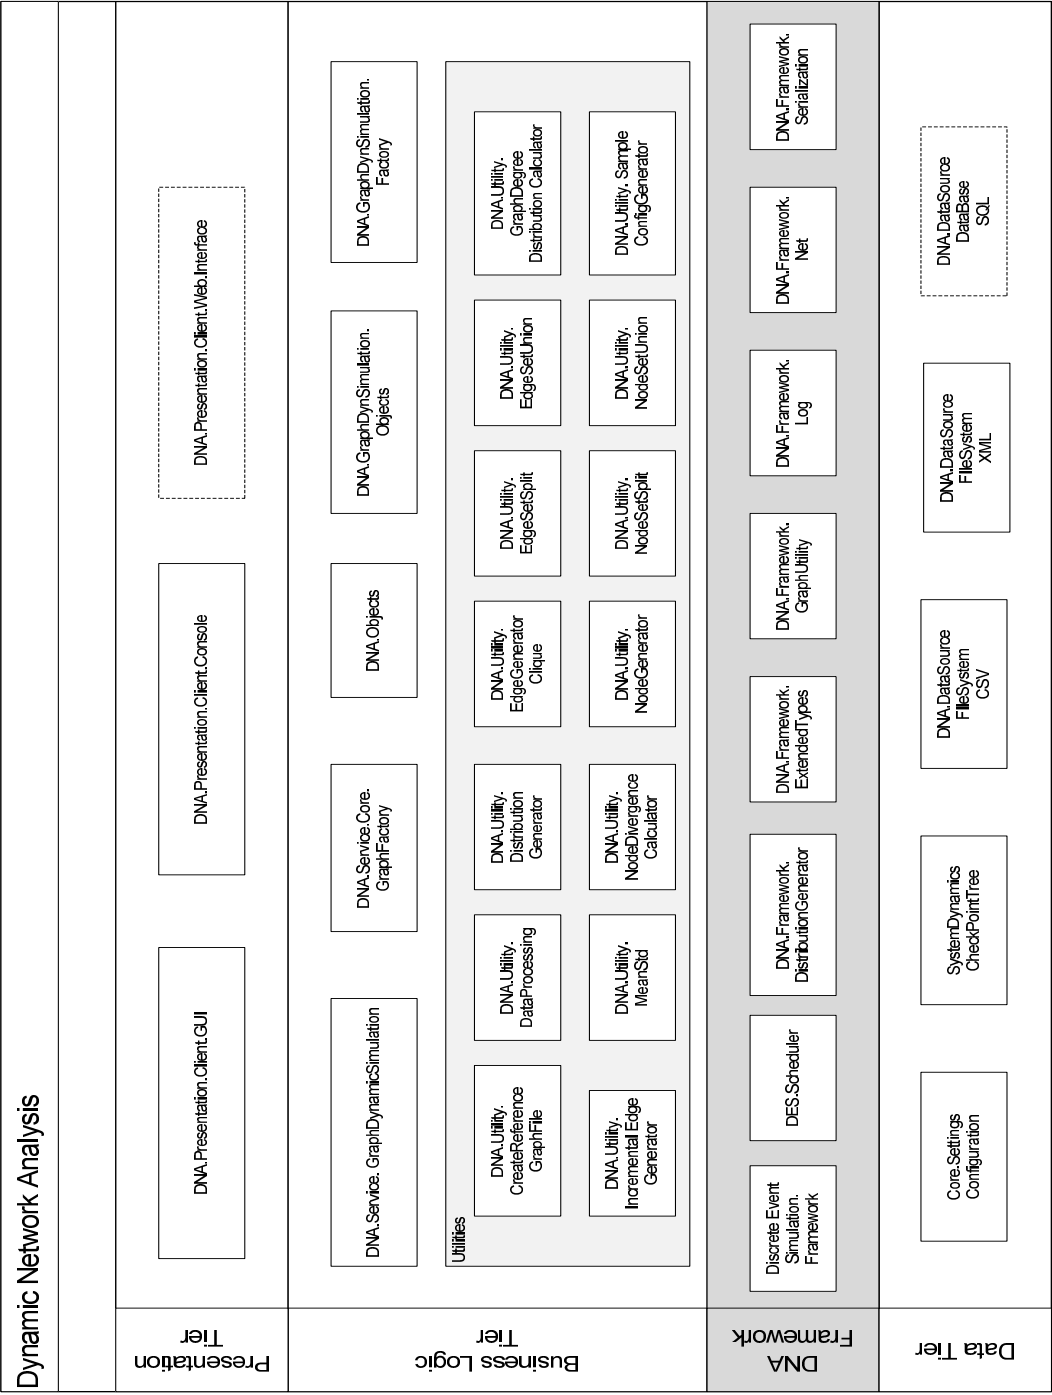 Dynamic Network Analysis
Presentation
Tier
DNA.Presentation.Client.GUI
DNA.Presentation.Client.Console
DNA.Presentation.Client.Web.Interface
Business Logic
Tier
DNA.Service. GraphDynamicSimulation
DNA.Service.Core.
GraphFactory
DNA.Objects
DNA.GraphDynSimulation.
Objects
DNA.GraphDynSimulation.
Factory
Utilities
DNA.Utility.
CreateReference
GraphFile
DNA.Utility.
DataProcessing
DNA.Utility.
Distribution
Generator
DNA.Utility.
EdgeGenerator
Clique
DNA.Utility.
EdgeSetSplit
DNA.Utility.
EdgeSetUnion
DNA.Utility.
GraphDegree
Distribution Calculator
DNA.Utility.
Incremental Edge
Generator
DNA.Utility.
MeanStd
DNA.Utility.
NodeDivergence
Calculator
DNA.Utility.
NodeGenerator
DNA.Utility.
NodeSetSplit
DNA.Utility.
NodeSetUnion
DNA.Utility. Sample
ConfigGenerator
DNA
Framework
Discrete Event
Simulation.
Framework
DES.Scheduler
DNA.Framework.
DistributionGenerator
DNA.Framework.
ExtendedTypes
DNA.Framework.
GraphUtility
DNA.Framework.
Log
DNA.Framework.
Net
DNA.Framework.
Serialization
Data Tier
Core.Settings
Configuration
SystemDynamics
CheckPointTree
DNA.DataSource
FileSystem
CSV
DNA.DataSource
FileSystem
XML
DNA.DataSource
DataBase
SQL